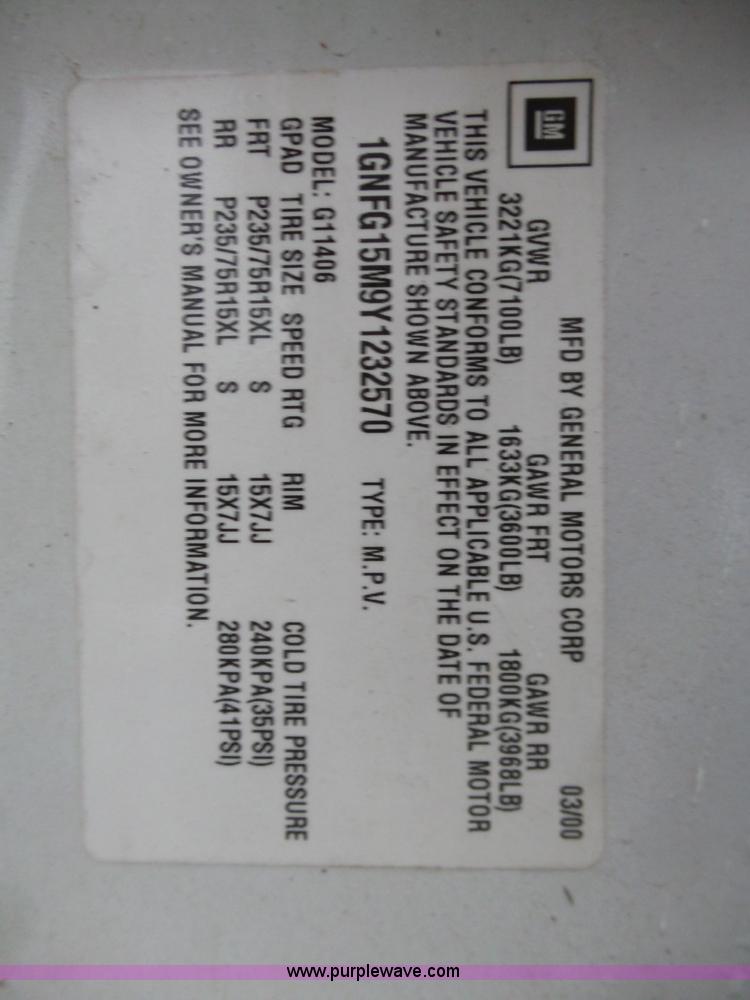 GM
MFD BY GENERAL MOTORS CORP 03/00
GVWR GAWR FRT GAWR RR
3221KG(7100LB) 1633KG(3600LB) 1800KG(3968LB)
THIS VEHICLE CONFORMS TO ALL APPLICABLE U.S. FEDERAL MOTOR
VEHICLE SAFETY STANDARDS IN EFFECT ON THE DATE OF
MANUFACTURE SHOWN ABOVE.
1GNFG15M9Y1232570 TYPE: M.P.V.
MODEL: G11406
GPAD TIRE SIZE SPEED RTG RIM COLD TIRE PRESSURE
FRT P235/75R15XL S 15X7JJ 240KPA(35PSI)
RR P235/75R15XL S 15X7JJ 280KPA(41PSI)
SEE OWNER'S MANUAL FOR MORE INFORMATION.
www.purplewave.com